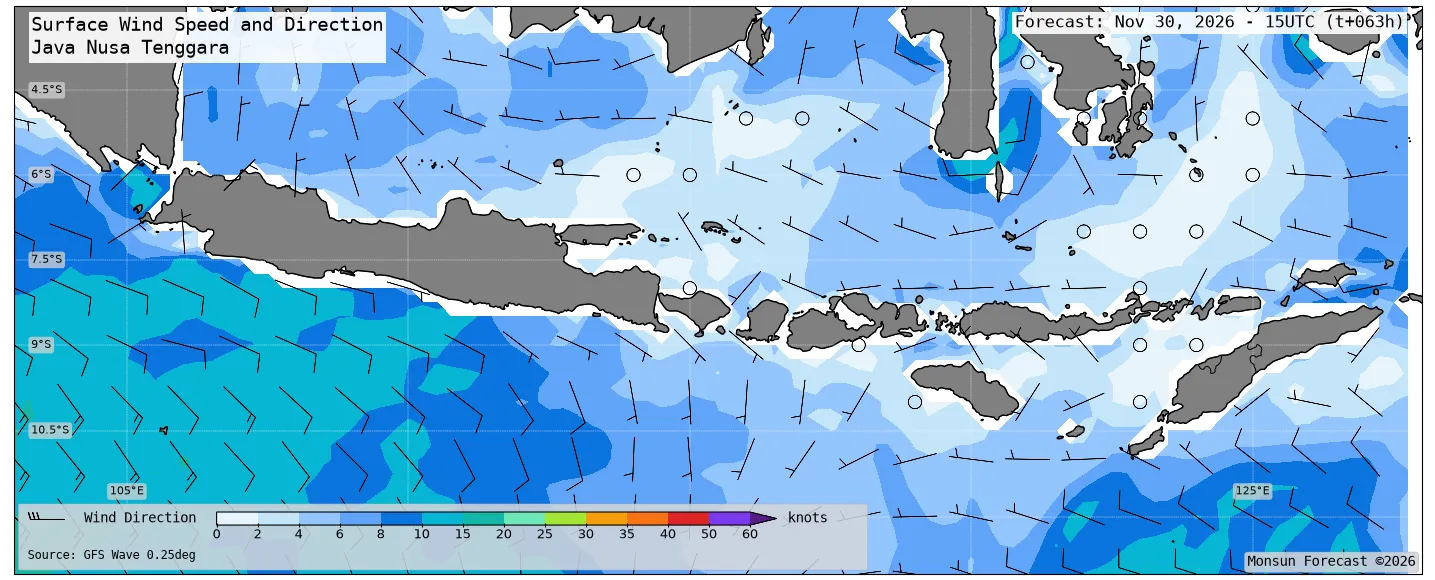 Surface Wind Speed and Direction
Java Nusa Tenggara
Forecast: Nov 30, 2026 - 15UTC (t+063h)
4.5°S
6°S
7.5°S
9°S
10.5°S
105°E
125°E
Wind Direction
0 2 4 6 8 10 15 20 25 30 35 40 50 60
knots
Source: GFS Wave 0.25deg
Monsun Forecast ©2026